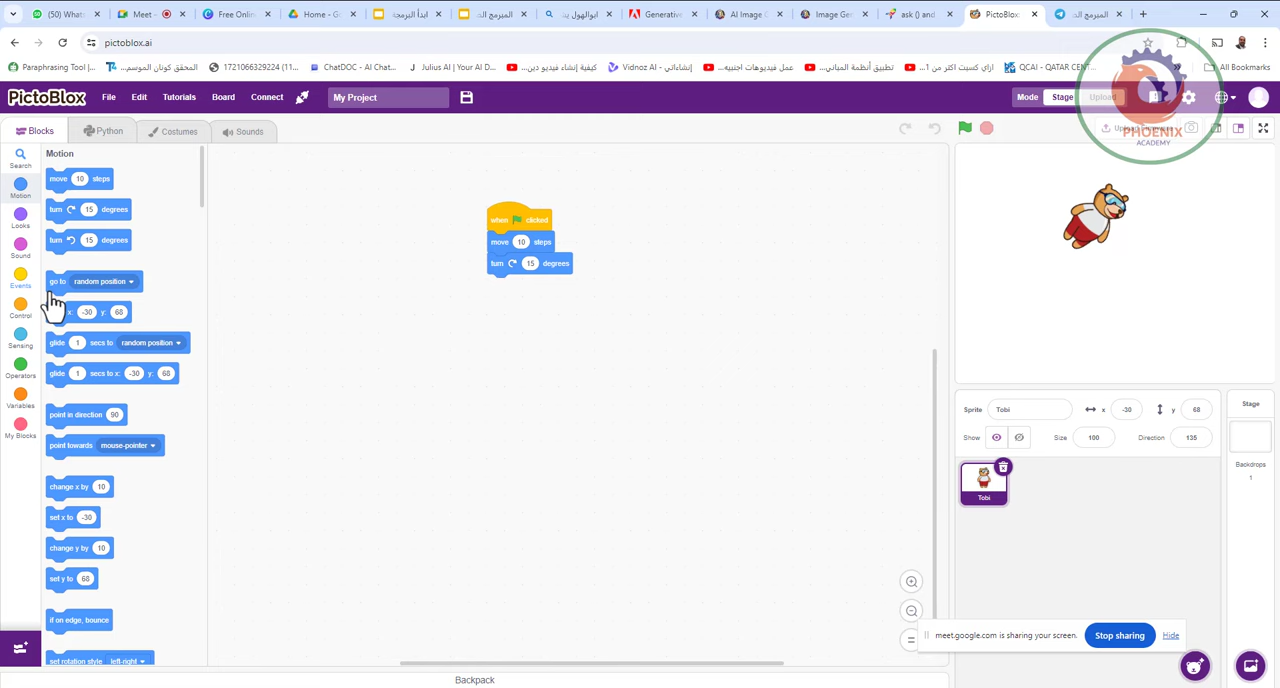 (50) Wha
Meet -
Free Onlin
Home - Go
ابدأ البرمجة
المبرمج الص
ابوالهول بنا
Generative
AI Image G
Image Gen
ask () and
PictoBlox
المبرمج الص
pictoblox.ai
Paraphrasing Tool |...
المحقق كونان الموسم...
1721066329224 (11...
ChatDOC - AI Chat...
Julius AI | Your AI D...
كيفية إنشاء فيديو دين...
إنشاءاتي - Vidnoz AI
عمل فيديوهات اجنبيه...
تطبيق أنظمة المباني...
ازاي كسبت اكتر من 1...
QCAI - QATAR CENT...
All Bookmarks
PictoBlox
File
Edit
Tutorials
Board
Connect
My Project
Mode
Stage
Upload
PHOENIX
ACADEMY
Blocks
Python
Costumes
Sounds
Search
Motion
Looks
Sound
Events
Control
Sensing
Operators
Variables
My Blocks
Motion
move 10 steps
turn 15 degrees
turn 15 degrees
go to random position
x: -30 y: 68
glide 1 secs to random position
glide 1 secs to x: -30 y: 68
point in direction 90
point towards mouse-pointer
change x by 10
set x to -30
change y by 10
set y to 68
if on edge, bounce
set rotation style left-right
when clicked
move 10 steps
turn 15 degrees
Sprite Tobi x -30 y 68
Show Size 100 Direction 135
Tobi
Stage
Backdrops
1
meet.google.com is sharing your screen.
Stop sharing
Hide
Backpack